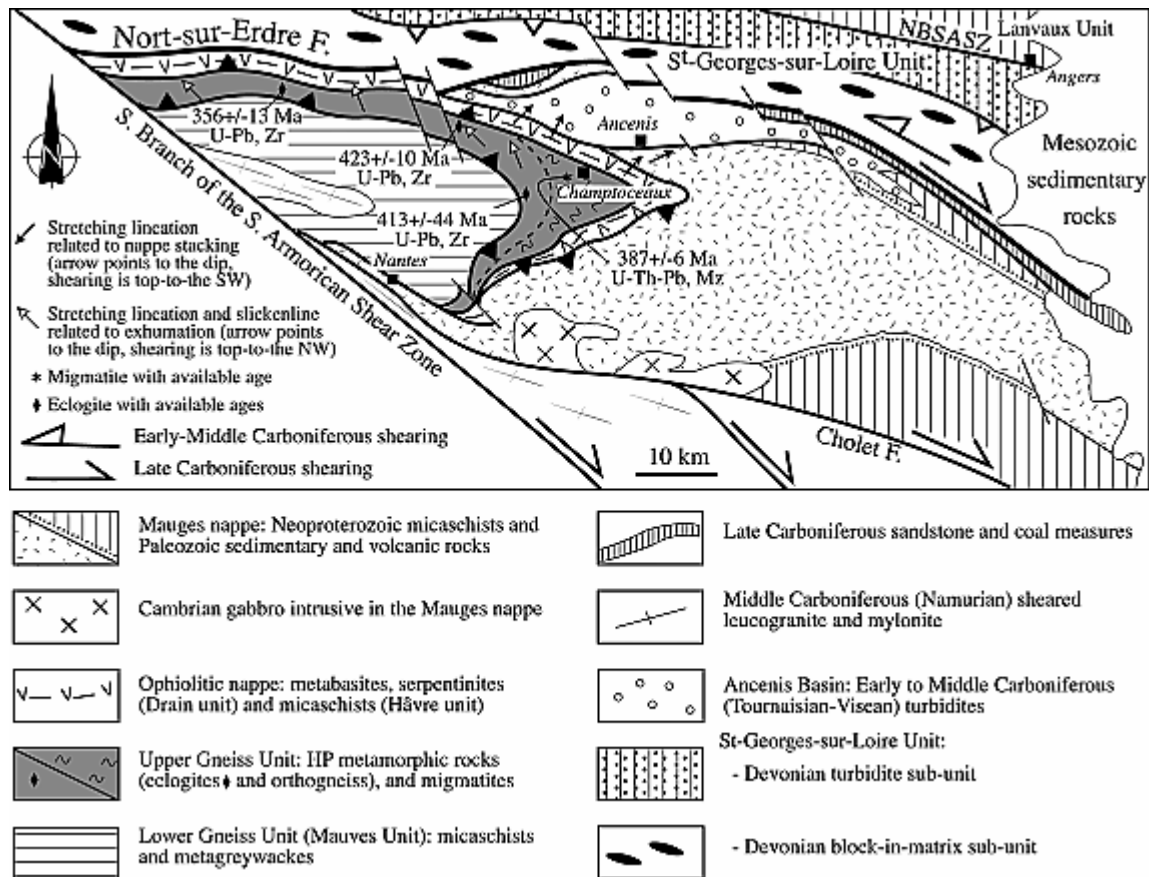 Nort-sur-Erdre F.
NBSASZ
Lanvaux Unit
St-Georges-sur-Loire Unit
Angers
356+/-13 Ma
U-Pb, Zr
Ancenis
Mesozoic
sedimentary
rocks
423+/-10 Ma
U-Pb, Zr
Champtoceaux
413+/-44 Ma
U-Pb, Zr
Nantes
387+/-6 Ma
U-Th-Pb, Mz
S. Branch of the S. Armorican Shear Zone
Stretching lineation
related to nappe stacking
(arrow points to the dip,
shearing is top-to-the SW)
Stretching lineation and slickenline
related to exhumation (arrow points
to the dip, shearing is top-to-the NW)
* Migmatite with available age
Eclogite with available ages
Early-Middle Carboniferous shearing
Late Carboniferous shearing
10 km
Cholet F.
Mauges nappe: Neoproterozoic micaschists and
Paleozoic sedimentary and volcanic rocks
Cambrian gabbro intrusive in the Mauges nappe
Ophiolitic nappe: metabasites, serpentinites
(Drain unit) and micaschists (Hâvre unit)
Upper Gneiss Unit: HP metamorphic rocks
(eclogites♦ and orthogneiss), and migmatites
Lower Gneiss Unit (Mauves Unit): micaschists
and metagreywackes
Late Carboniferous sandstone and coal measures
Middle Carboniferous (Namurian) sheared
leucogranite and mylonite
Ancenis Basin: Early to Middle Carboniferous
(Tournaisian-Visean) turbidites
St-Georges-sur-Loire Unit:
- Devonian turbidite sub-unit
- Devonian block-in-matrix sub-unit